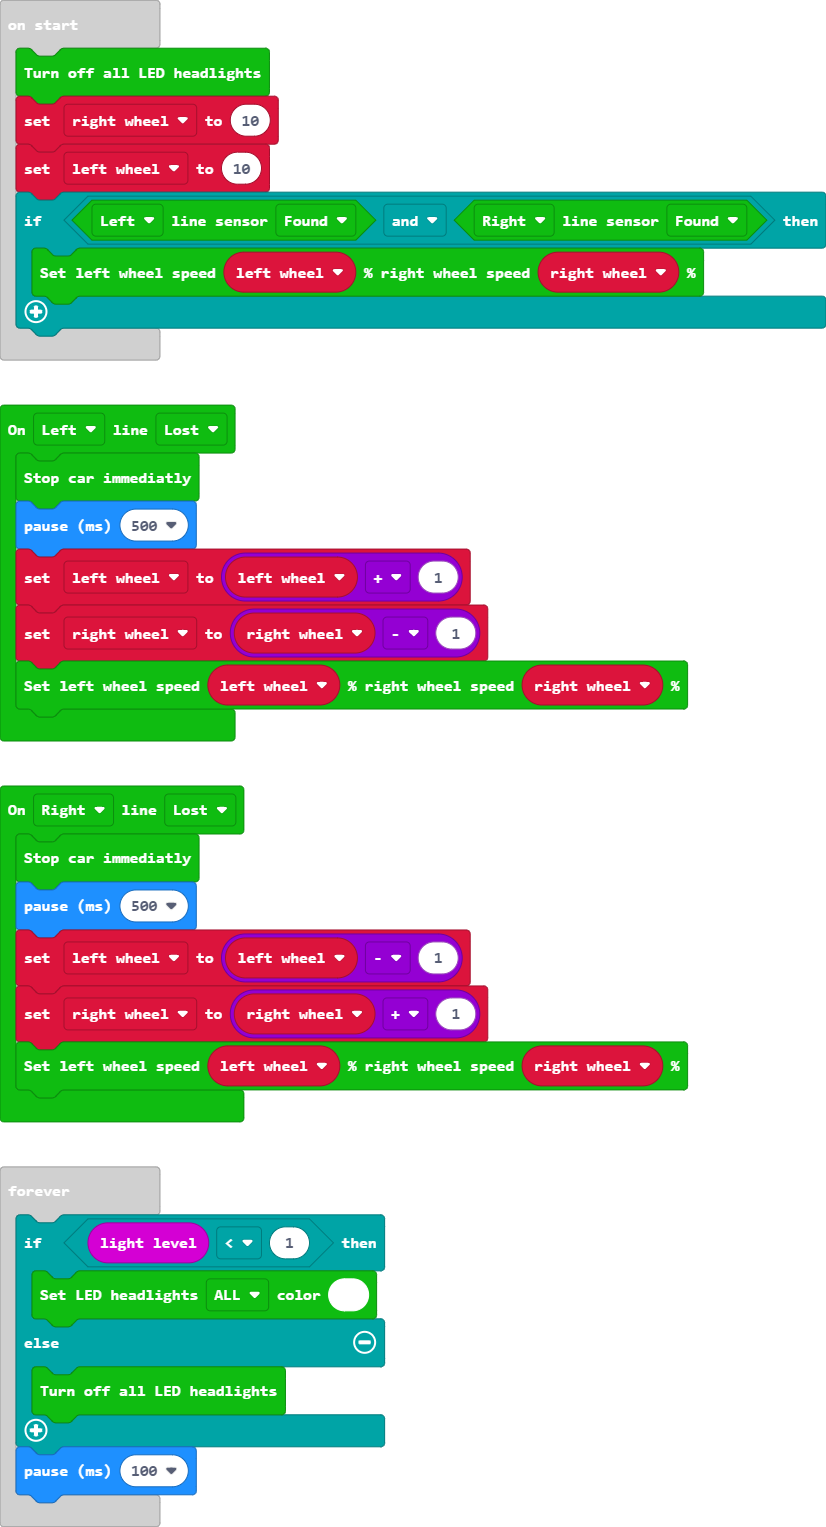 on start
Turn off all LED headlights
set right wheel to 10
set left wheel to 10
if Left line sensor Found and Right line sensor Found then
Set left wheel speed left wheel % right wheel speed right wheel %
On Left line Lost
Stop car immediatly
pause (ms) 500
set left wheel to left wheel + 1
set right wheel to right wheel - 1
Set left wheel speed left wheel % right wheel speed right wheel %
On Right line Lost
Stop car immediatly
pause (ms) 500
set left wheel to left wheel - 1
set right wheel to right wheel + 1
Set left wheel speed left wheel % right wheel speed right wheel %
forever
if light level < 1 then
Set LED headlights ALL color
else
Turn off all LED headlights
pause (ms) 100